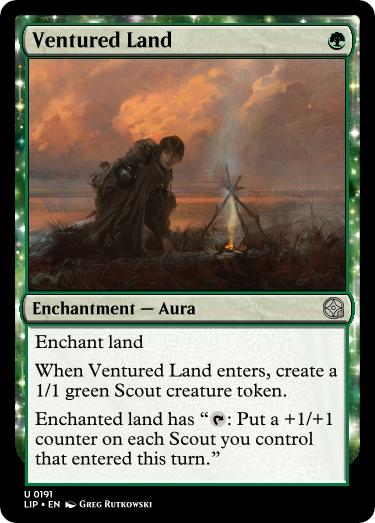 Ventured Land
Enchantment — Aura
Enchant land
When Ventured Land enters, create a
1/1 green Scout creature token.
Enchanted land has “: Put a +1/+1
counter on each Scout you control
that entered this turn.”
U 0191
LIP • EN Greg Rutkowski